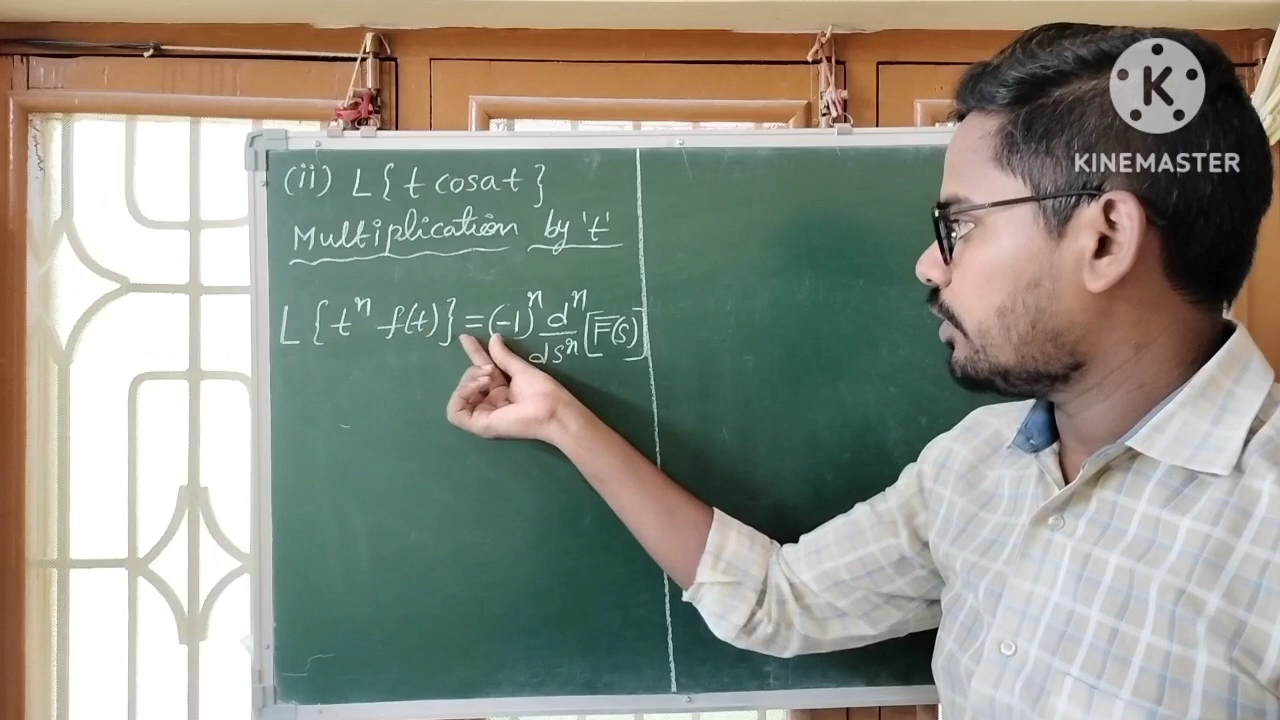 (ii) L{t cosat}
Multiplication by 't'
L{tⁿ f(t)} = (-1)ⁿ dⁿ/dsⁿ [F̅(s)]
K
KINEMASTER